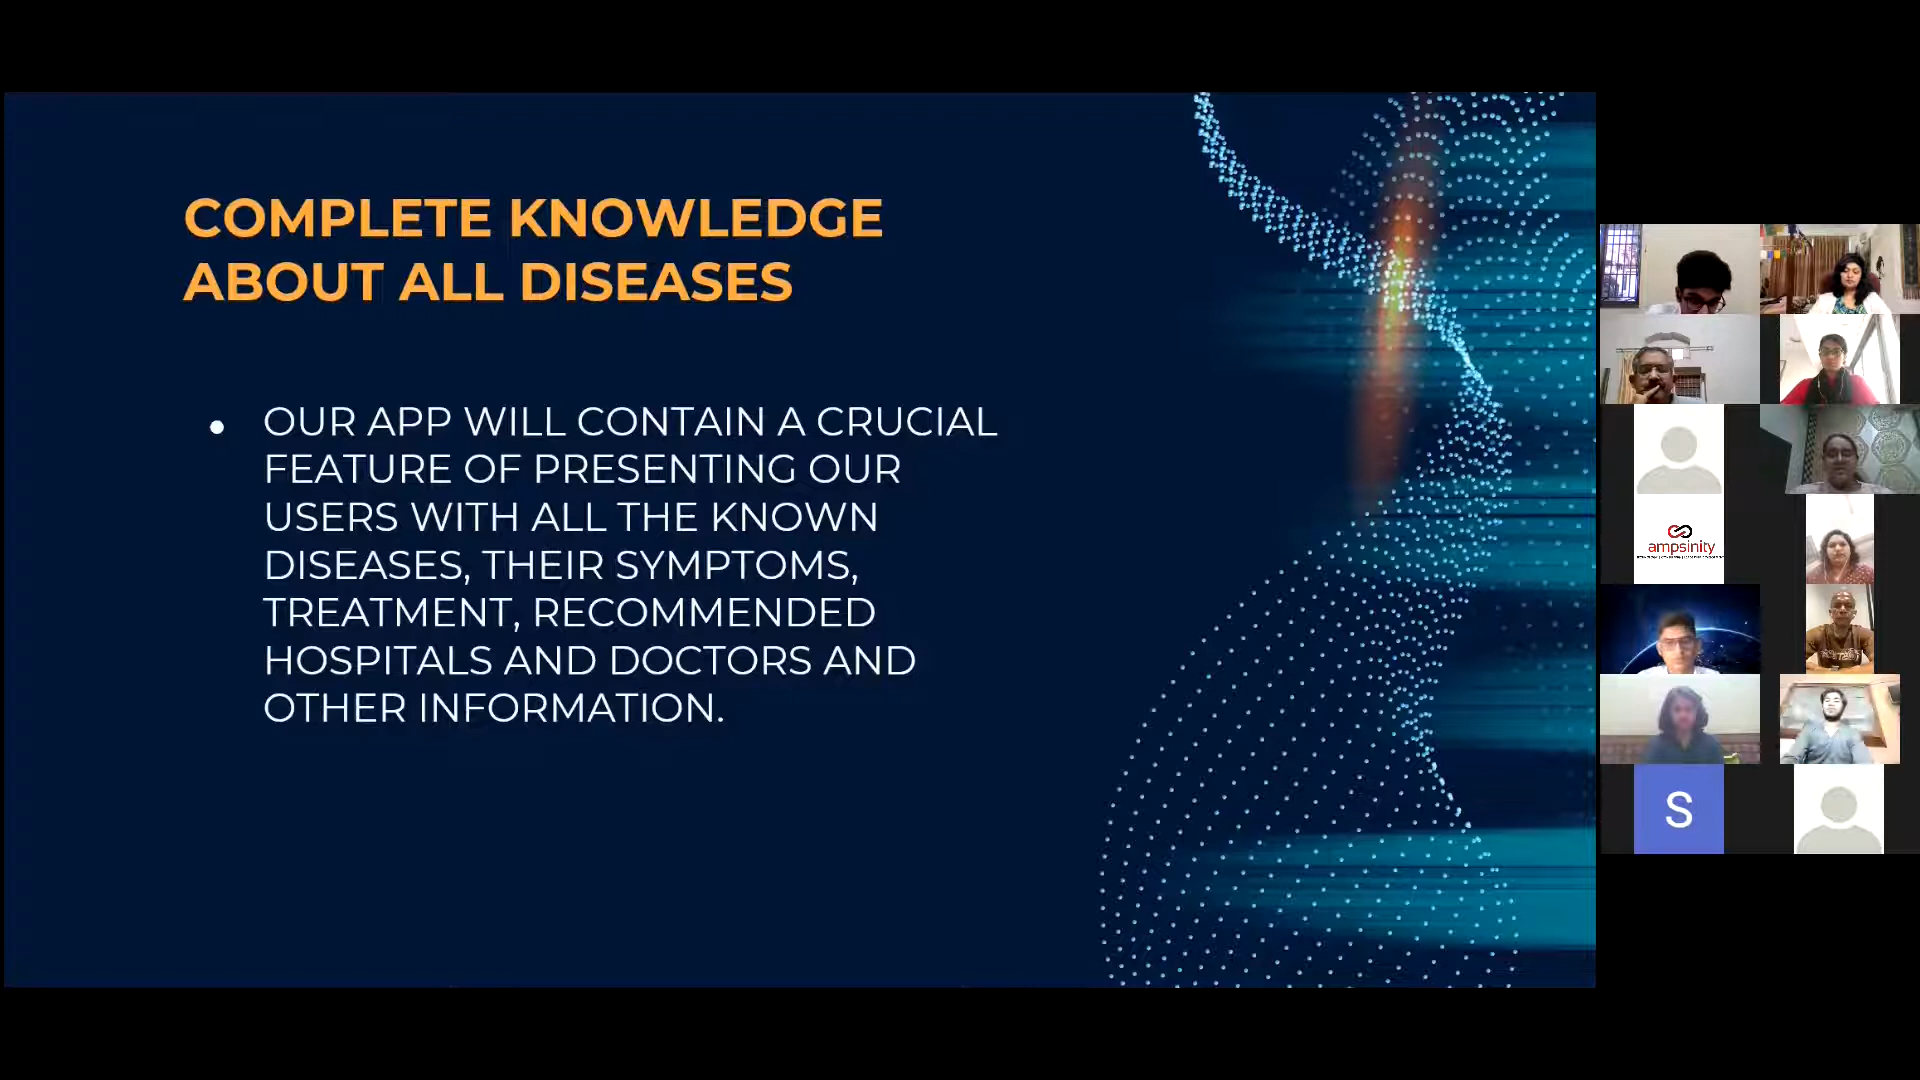 COMPLETE KNOWLEDGE
ABOUT ALL DISEASES
● OUR APP WILL CONTAIN A CRUCIAL
FEATURE OF PRESENTING OUR
USERS WITH ALL THE KNOWN
DISEASES, THEIR SYMPTOMS,
TREATMENT, RECOMMENDED
HOSPITALS AND DOCTORS AND
OTHER INFORMATION.
ampsinity
S